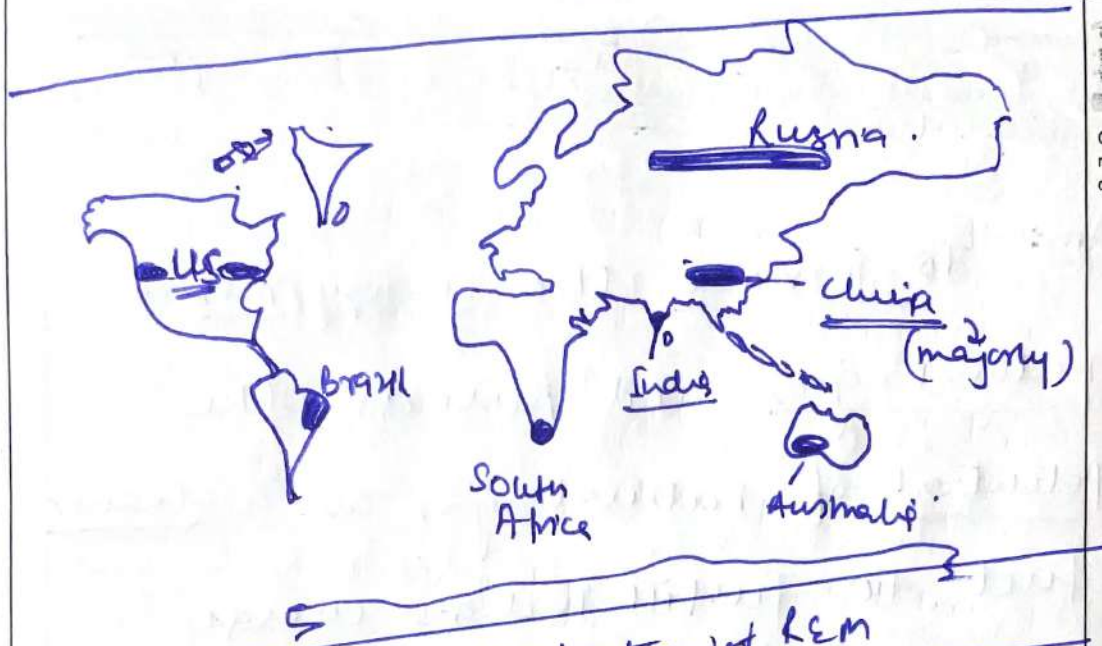 Russia.
US
China
(majority)
Brazil
India
South
Africa
Australia
REM